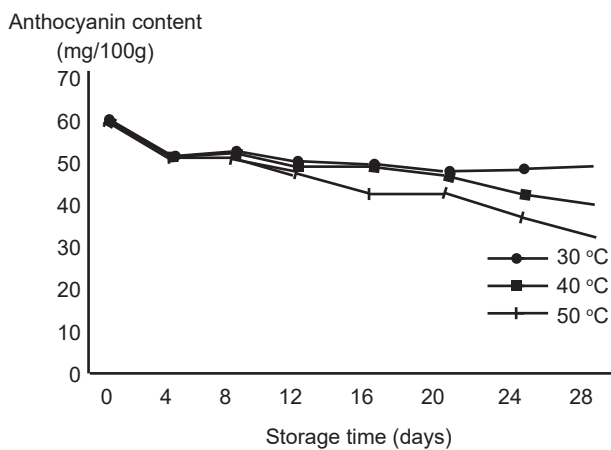 Anthocyanin content
(mg/100g)
70
60
50
40
30
20
10
0
30 °C
40 °C
50 °C
0 4 8 12 16 20 24 28
Storage time (days)